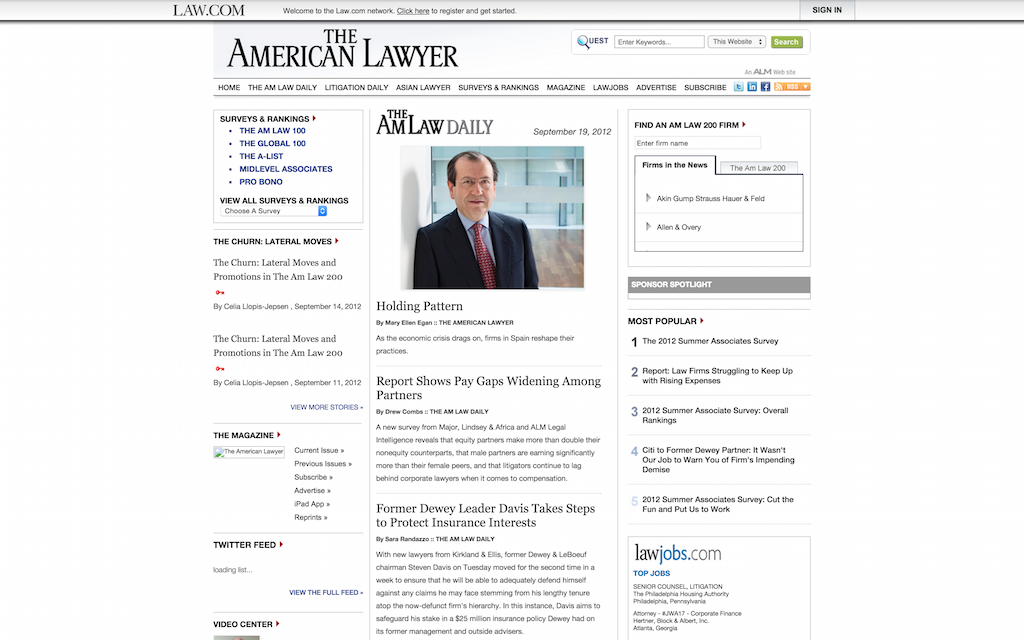 LAW.COM
Welcome to the Law.com network. Click here to register and get started.
SIGN IN
THE
AMERICAN LAWYER
QUEST
Enter Keywords...
This Website
Search
An ALM Web site
HOME THE AM LAW DAILY LITIGATION DAILY ASIAN LAWYER SURVEYS & RANKINGS MAGAZINE LAWJOBS ADVERTISE SUBSCRIBE
RSS
SURVEYS & RANKINGS
• THE AM LAW 100
• THE GLOBAL 100
• THE A-LIST
• MIDLEVEL ASSOCIATES
• PRO BONO
VIEW ALL SURVEYS & RANKINGS
Choose A Survey
THE CHURN: LATERAL MOVES
The Churn: Lateral Moves and
Promotions in The Am Law 200
By Celia Llopis-Jepsen , September 14, 2012
The Churn: Lateral Moves and
Promotions in The Am Law 200
By Celia Llopis-Jepsen , September 11, 2012
VIEW MORE STORIES »
THE MAGAZINE
The American Lawyer
Current Issue »
Previous Issues »
Subscribe »
Advertise »
iPad App »
Reprints »
TWITTER FEED
loading list...
VIEW THE FULL FEED »
VIDEO CENTER
THE
AM LAW DAILY
September 19, 2012
Holding Pattern
By Mary Ellen Egan :: THE AMERICAN LAWYER
As the economic crisis drags on, firms in Spain reshape their
practices.
Report Shows Pay Gaps Widening Among
Partners
By Drew Combs :: THE AM LAW DAILY
A new survey from Major, Lindsey & Africa and ALM Legal
Intelligence reveals that equity partners make more than double their
nonequity counterparts, that male partners are earning significantly
more than their female peers, and that litigators continue to lag
behind corporate lawyers when it comes to compensation.
Former Dewey Leader Davis Takes Steps
to Protect Insurance Interests
By Sara Randazzo :: THE AM LAW DAILY
With new lawyers from Kirkland & Ellis, former Dewey & LeBoeuf
chairman Steven Davis on Tuesday moved for the second time in a
week to ensure that he will be able to adequately defend himself
against any claims he may face stemming from his lengthy tenure
atop the now-defunct firm's hierarchy. In this instance, Davis aims to
safeguard his stake in a $25 million insurance policy Dewey had on
its former management and outside advisers.
FIND AN AM LAW 200 FIRM
Enter firm name
Firms in the News
The Am Law 200
Akin Gump Strauss Hauer & Feld
Allen & Overy
SPONSOR SPOTLIGHT
MOST POPULAR
1 The 2012 Summer Associates Survey
2 Report: Law Firms Struggling to Keep Up
with Rising Expenses
3 2012 Summer Associate Survey: Overall
Rankings
4 Citi to Former Dewey Partner: It Wasn't
Our Job to Warn You of Firm's Impending
Demise
5 2012 Summer Associates Survey: Cut the
Fun and Put Us to Work
lawjobs.com
TOP JOBS
SENIOR COUNSEL, LITIGATION
The Philadelphia Housing Authority
Philadelphia, Pennsylvania
Attorney - #JWA17 - Corporate Finance
Hertner, Block & Albert, Inc.
Atlanta, Georgia